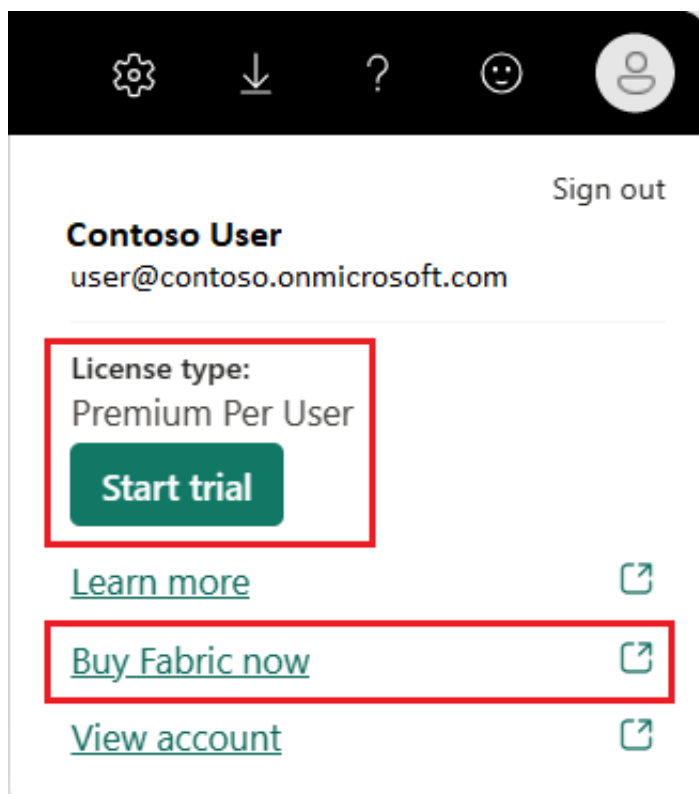 Sign out
Contoso User
user@contoso.onmicrosoft.com
License type:
Premium Per User
Start trial
Learn more
Buy Fabric now
View account